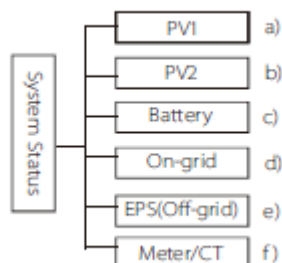 System Status
PV1 a)
PV2 b)
Battery c)
On-grid d)
EPS(Off-grid) e)
Meter/CT f)